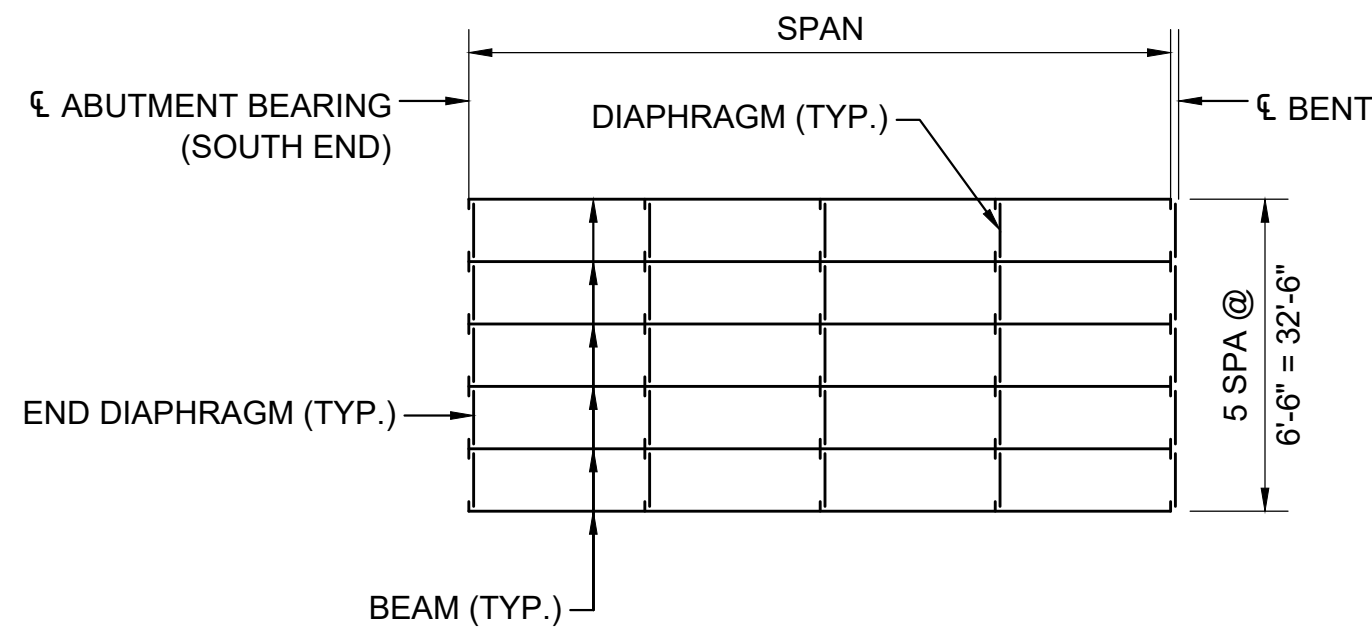 SPAN
℄ ABUTMENT BEARING
(SOUTH END)
DIAPHRAGM (TYP.)
℄ BENT
5 SPA @
6'-6" = 32'-6"
END DIAPHRAGM (TYP.)
BEAM (TYP.)